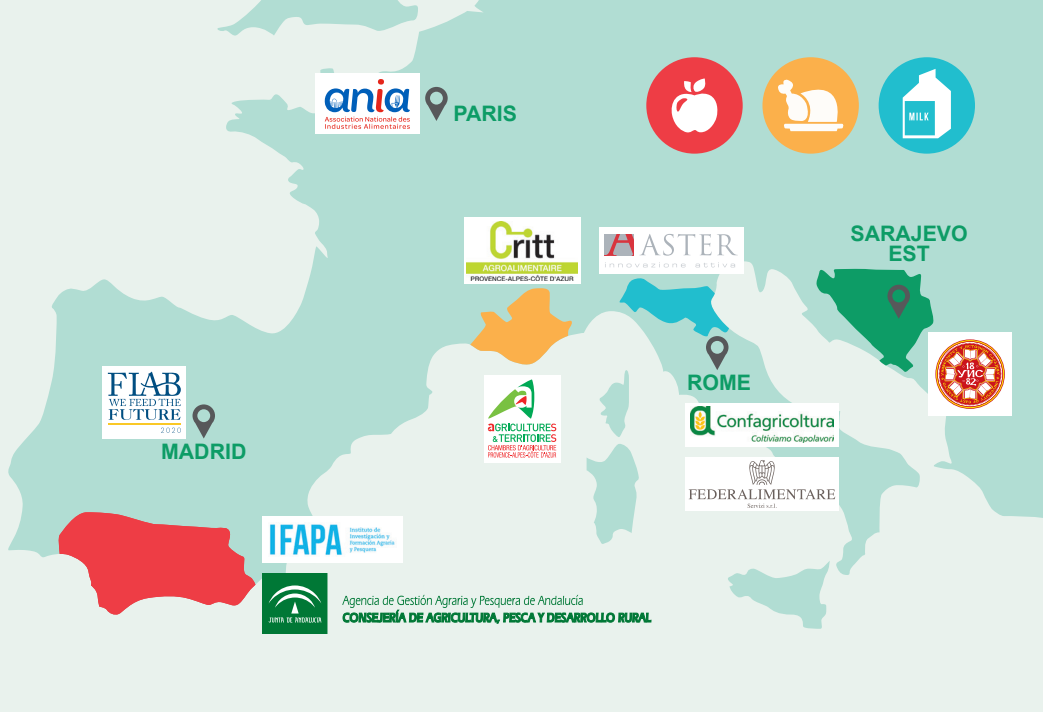 ania
Association Nationale des
Industries Alimentaires
PARIS
MILK
Critt
AGROALIMENTAIRE
PROVENCE-ALPES-CÔTE D'AZUR
ASTER
innovazione attiva
SARAJEVO
EST
18
УИС
82
FIAB
WE FEED THE
FUTURE
2020
MADRID
ROME
aGRICULTURES
& TERRITOIRES
CHAMBRES D'AGRICULTURE
PROVENCE-ALPES-CÔTE D'AZUR
Confagricoltura
Coltiviamo Capolavori
FEDERALIMENTARE
Servizi s.r.l.
IFAPA
Instituto de
Investigación y
Formación Agraria
y Pesquera
JUNTA DE ANDALUCIA
Agencia de Gestión Agraria y Pesquera de Andalucía
CONSEJERÍA DE AGRICULTURA, PESCA Y DESARROLLO RURAL